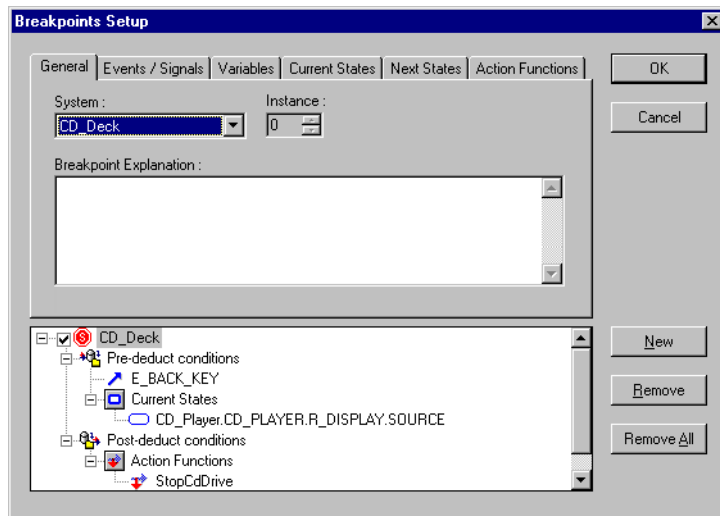 Breakpoints Setup
General Events / Signals Variables Current States Next States Action Functions
OK
System : Instance :
CD_Deck 0
Cancel
Breakpoint Explanation :
CD_Deck
Pre-deduct conditions
E_BACK_KEY
Current States
CD_Player.CD_PLAYER.R_DISPLAY.SOURCE
Post-deduct conditions
Action Functions
StopCdDrive
New
Remove
Remove All